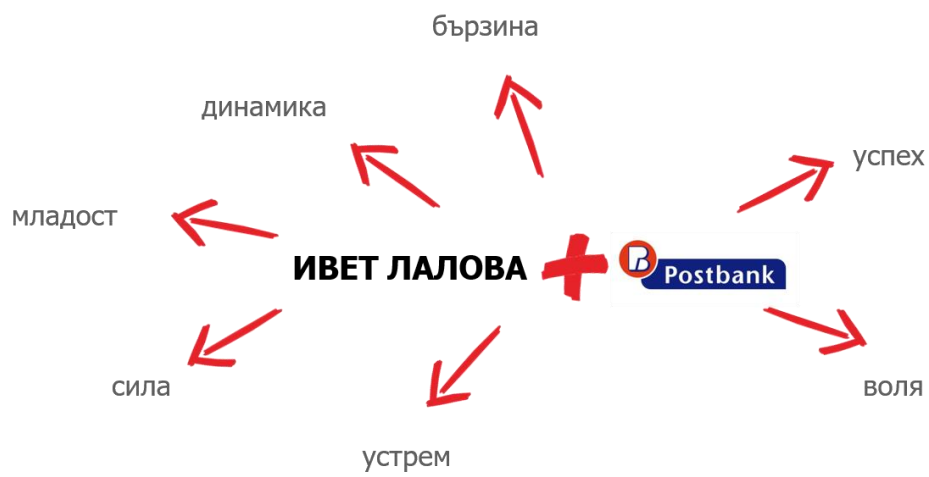 бързина
динамика
успех
младост
ИВЕТ ЛАЛОВА
Postbank
сила
воля
устрем